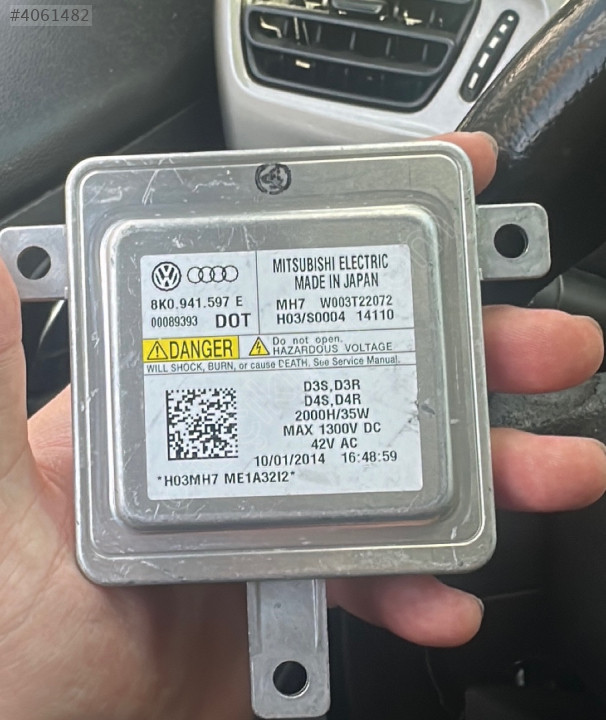 #4061482
8K0.941.597 E
00089393 DOT
MITSUBISHI ELECTRIC
MADE IN JAPAN
MH7 W003T22072
H03/S0004 14110
DANGER
Do not open.
HAZARDOUS VOLTAGE
WILL SHOCK, BURN, or cause DEATH. See Service Manual.
D3S,D3R
D4S,D4R
2000H/35W
MAX 1300V DC
42V AC
10/01/2014 16:48:59
*H03MH7 ME1A32I2*